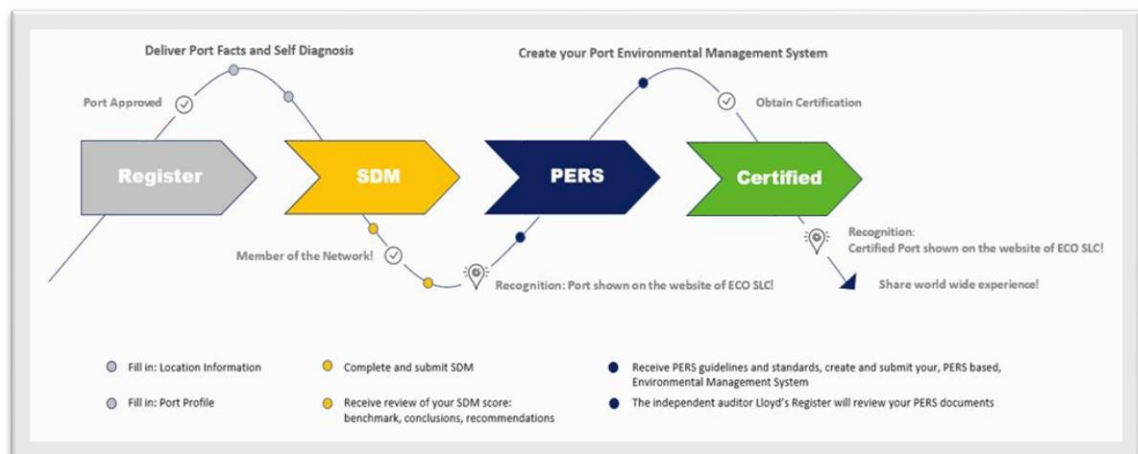 Deliver Port Facts and Self Diagnosis
Create your Port Environmental Management System
Port Approved
Obtain Certification
Register
SDM
PERS
Certified
Member of the Network!
Recognition: Port shown on the website of ECO SLC!
Recognition:
Certified Port shown on the website of ECO SLC!
Share world wide experience!
Fill in: Location Information
Fill in: Port Profile
Complete and submit SDM
Receive review of your SDM score:
benchmark, conclusions, recommendations
Receive PERS guidelines and standards, create and submit your, PERS based,
Environmental Management System
The independent auditor Lloyd's Register will review your PERS documents